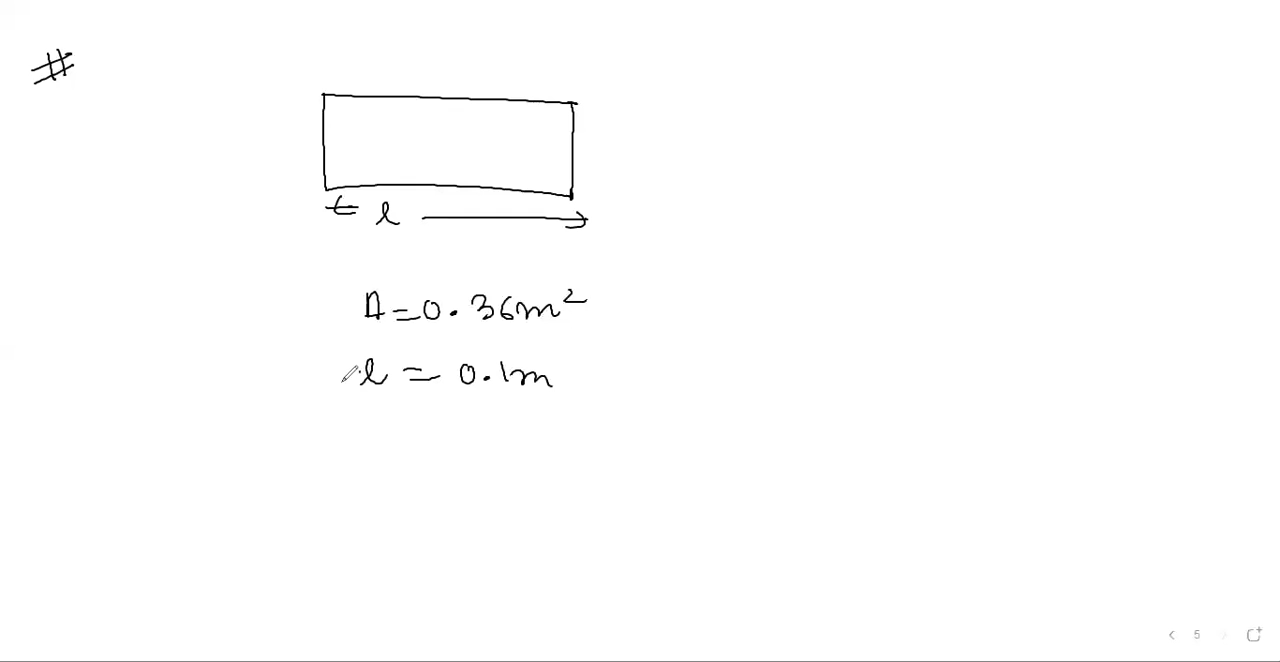 #
l
A = 0.36m²
l = 0.1m
5